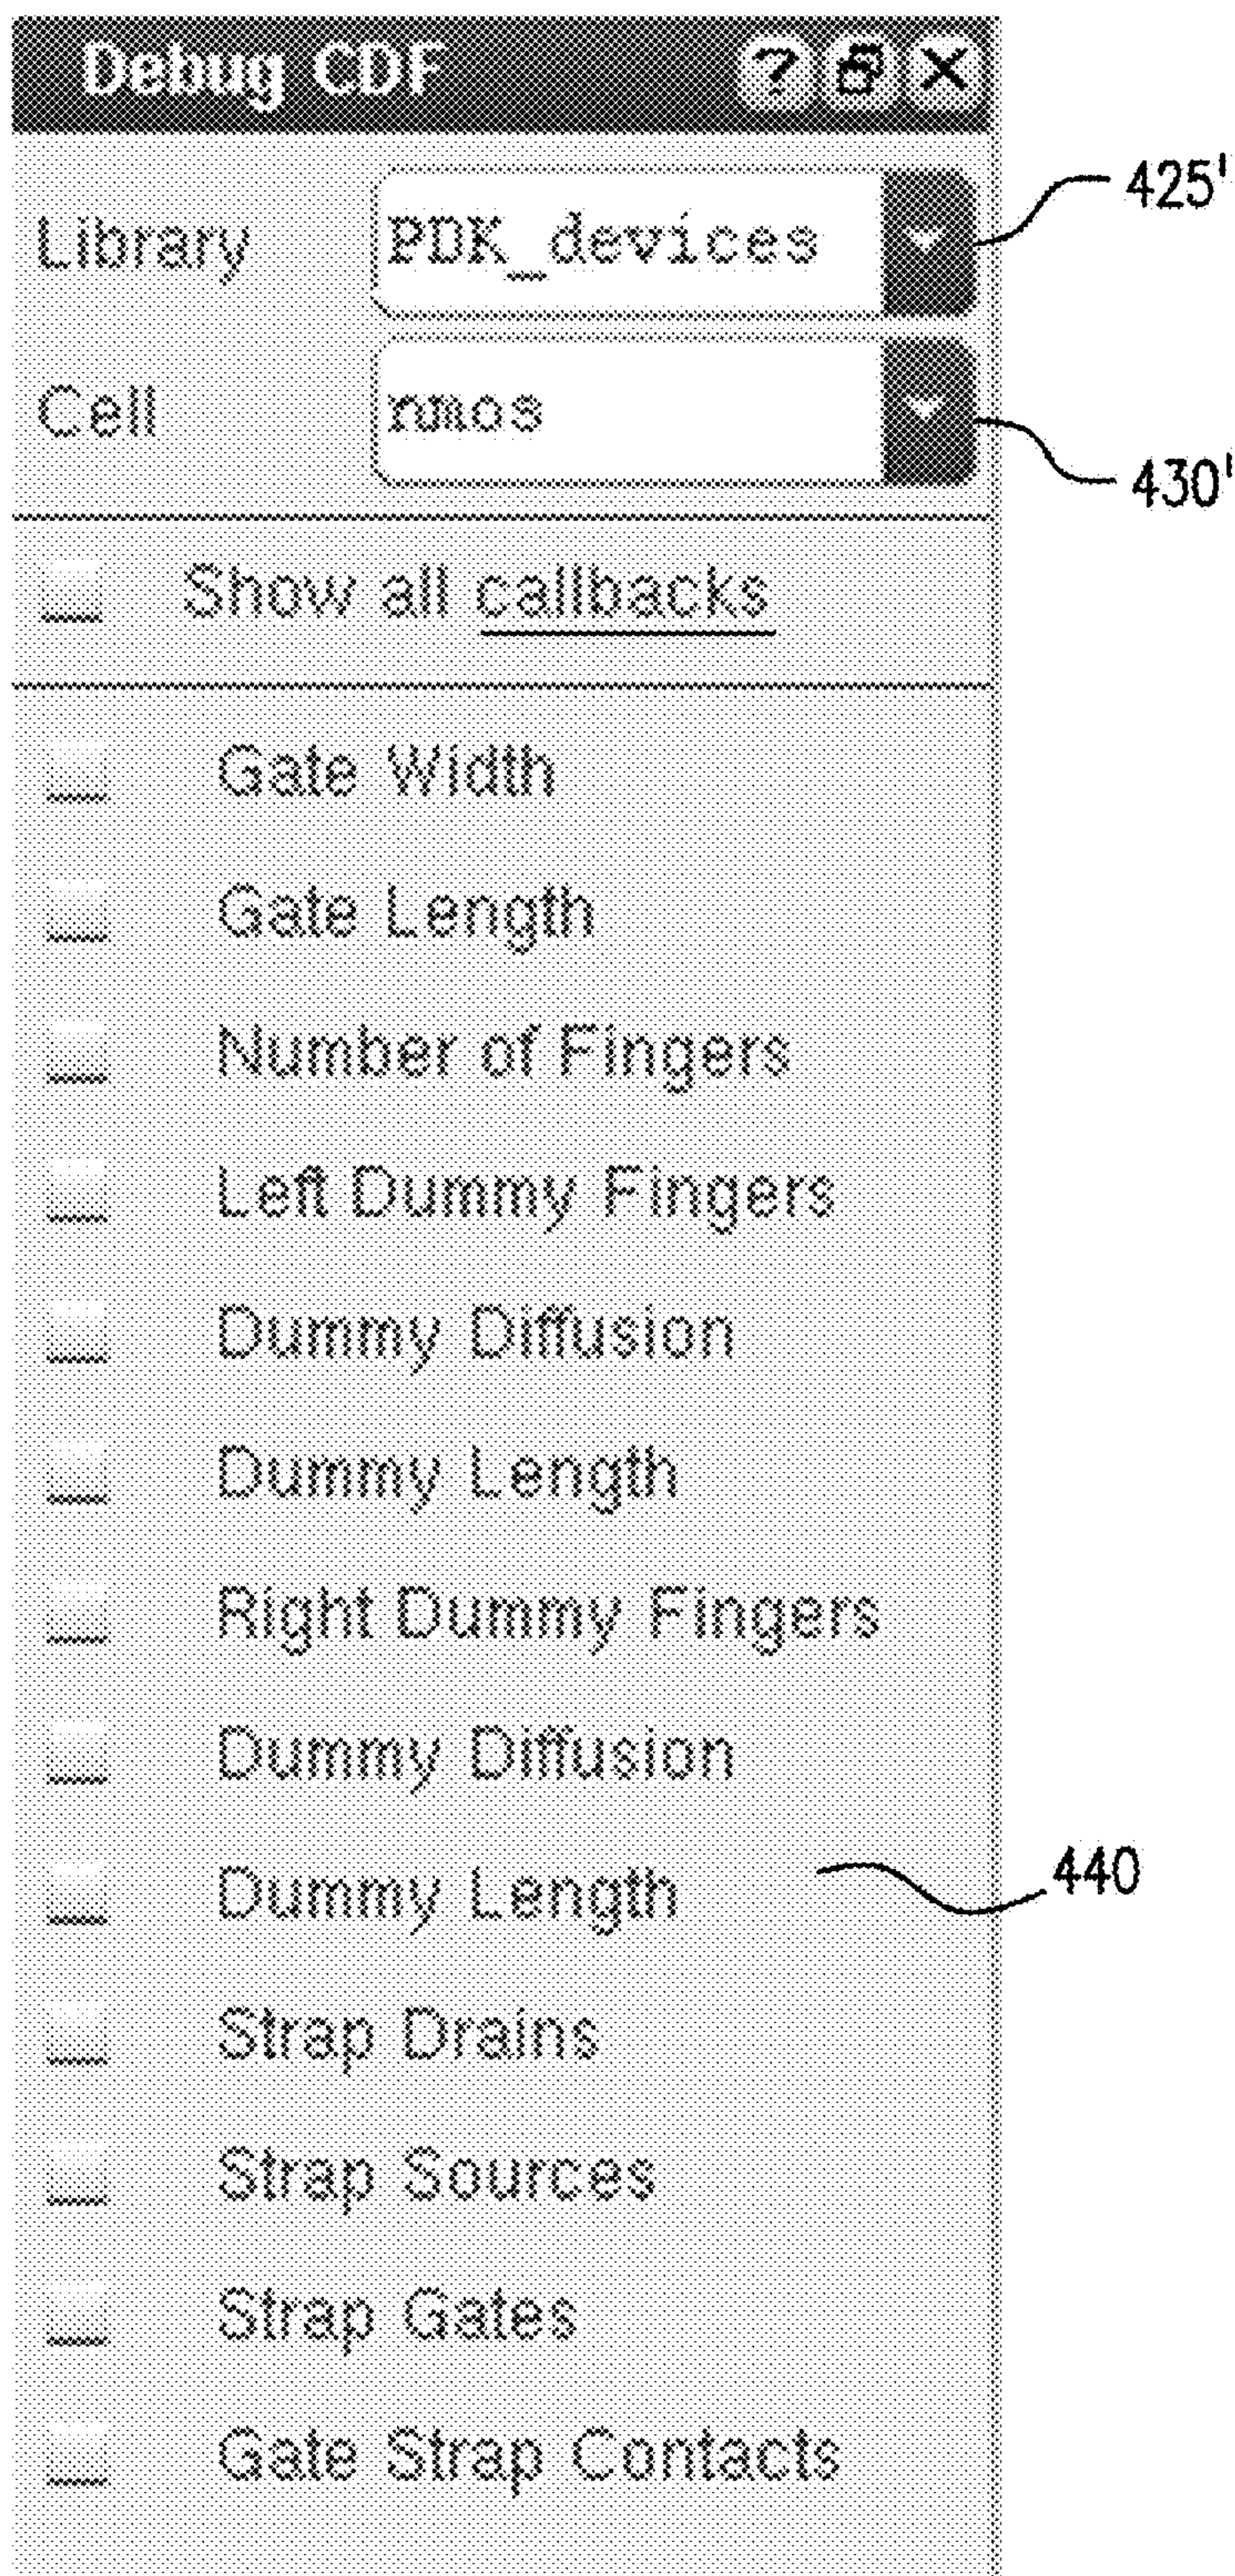 Debug CDF
Library PDK_devices 425'
Cell nmos 430'
Show all callbacks
Gate Width
Gate Length
Number of Fingers
Left Dummy Fingers
Dummy Diffusion
Dummy Length
Right Dummy Fingers
Dummy Diffusion
Dummy Length 440
Strap Drains
Strap Sources
Strap Gates
Gate Strap Contacts